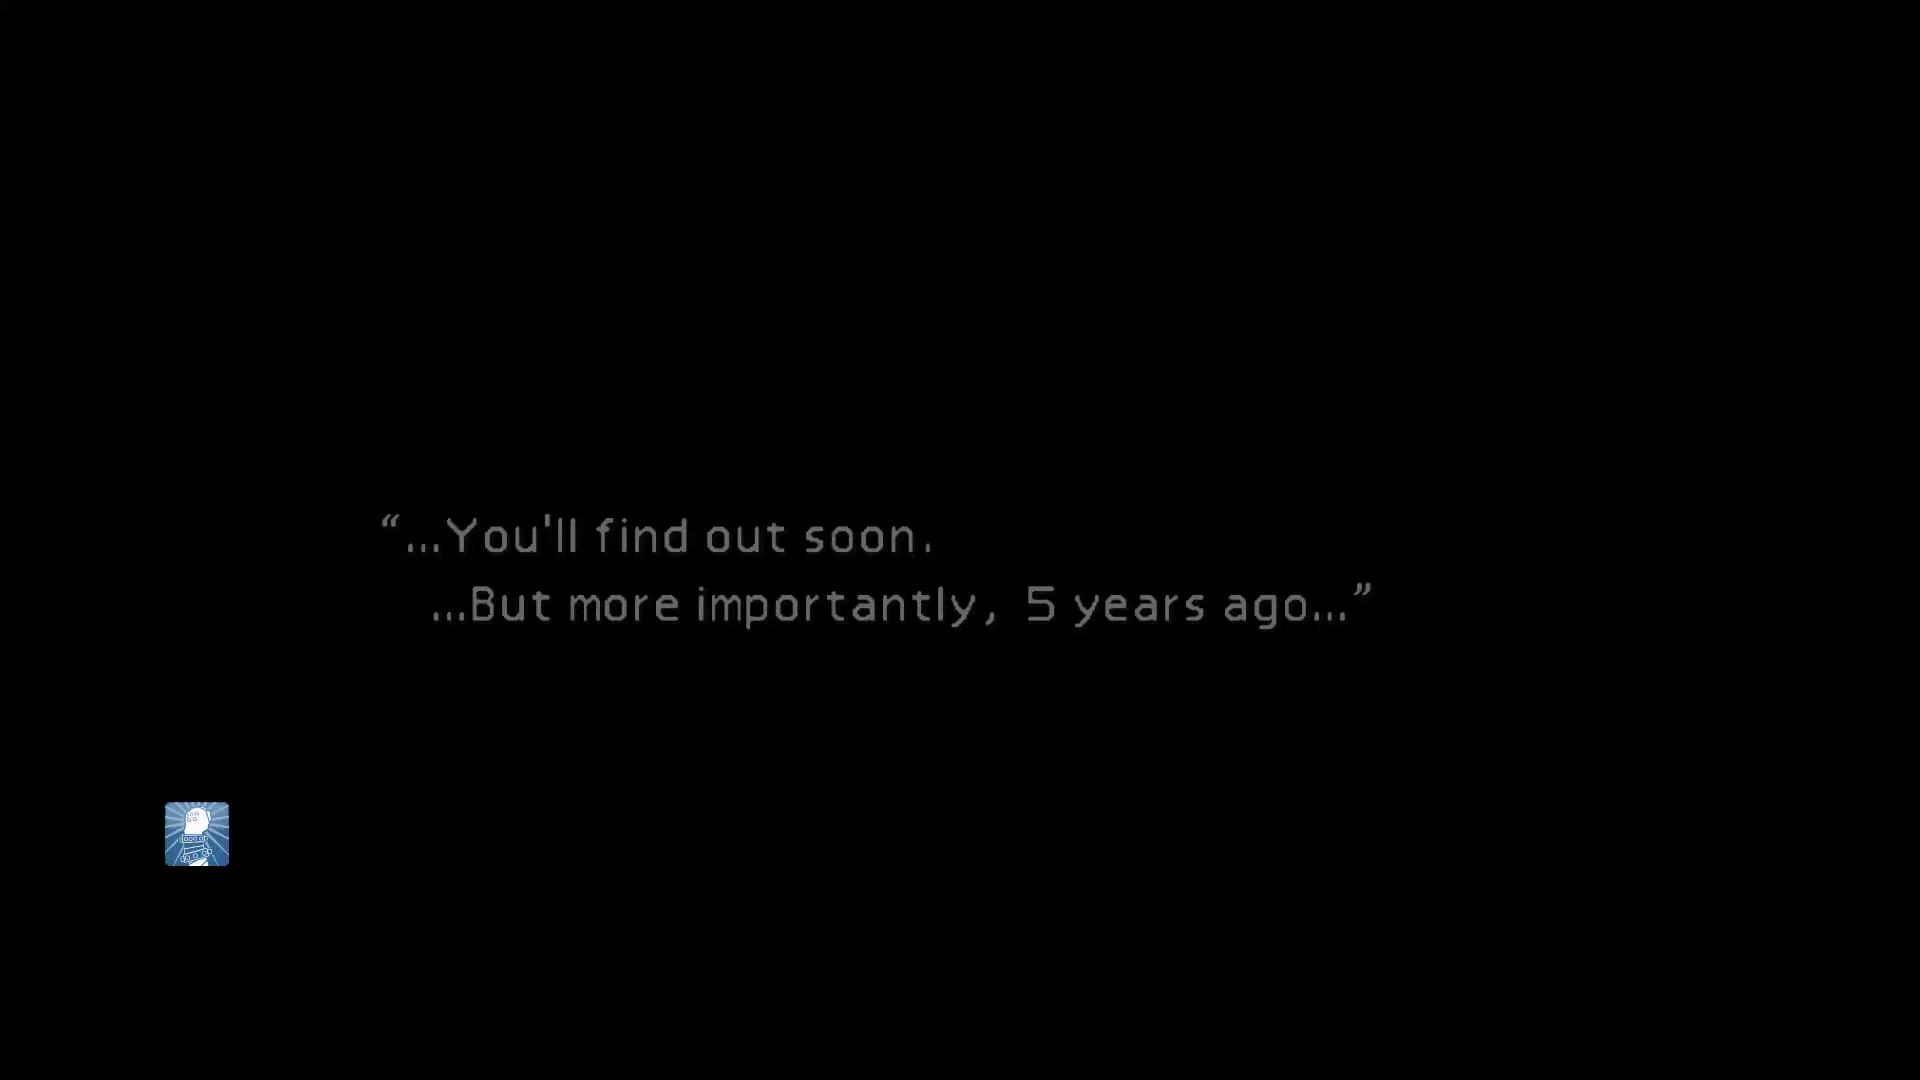 “...You'll find out soon.
...But more importantly, 5 years ago...”